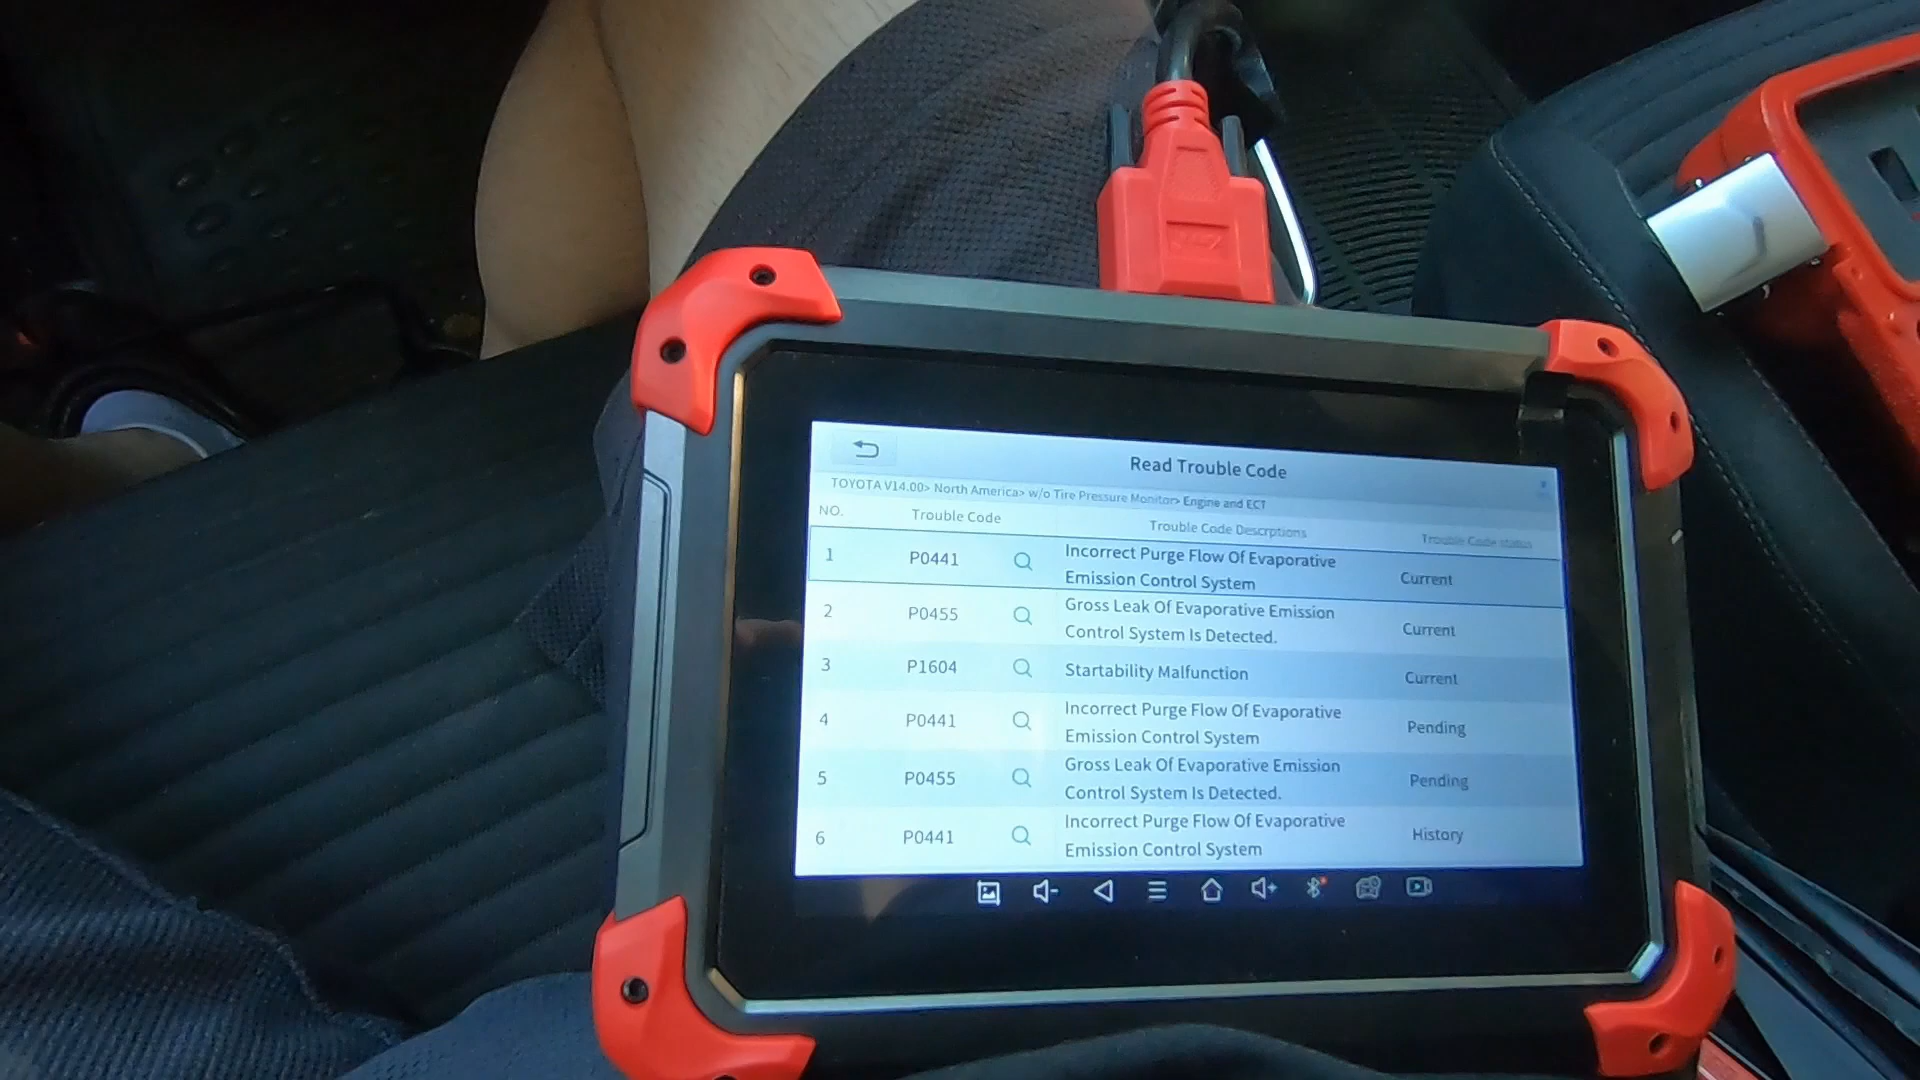 Read Trouble Code
TOYOTA V14.00> North America> w/o Tire Pressure Monitor> Engine and ECT
NO. Trouble Code Trouble Code Descrptions Trouble Code status
1 P0441 Incorrect Purge Flow Of Evaporative
Emission Control System Current
2 P0455 Gross Leak Of Evaporative Emission
Control System Is Detected. Current
3 P1604 Startability Malfunction Current
4 P0441 Incorrect Purge Flow Of Evaporative
Emission Control System Pending
5 P0455 Gross Leak Of Evaporative Emission
Control System Is Detected. Pending
6 P0441 Incorrect Purge Flow Of Evaporative
Emission Control System History